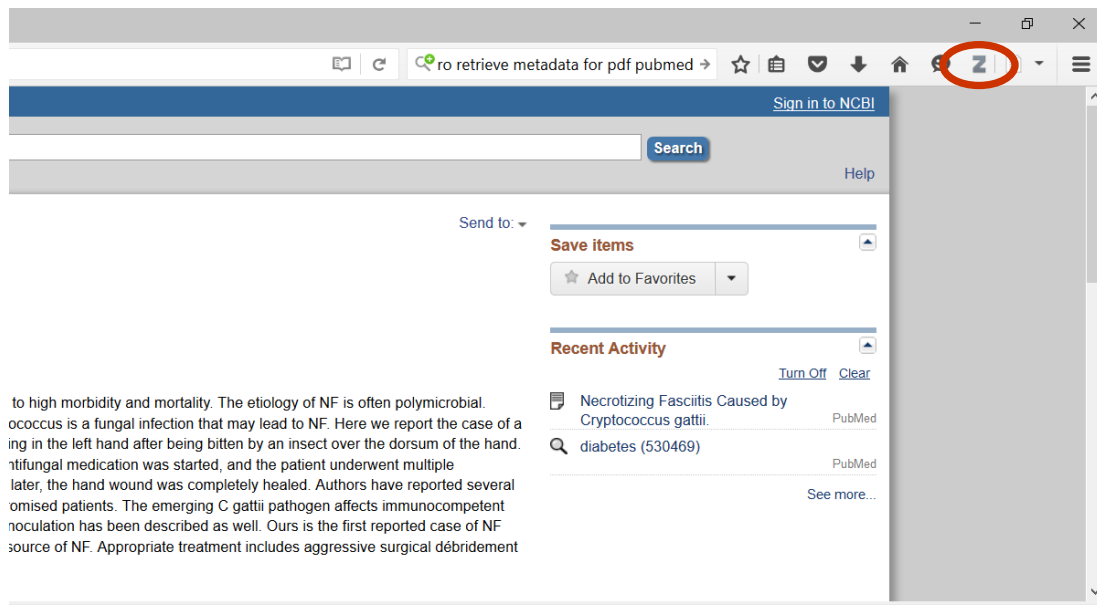 ro retrieve metadata for pdf pubmed
Z
Sign in to NCBI
Search
Help
Send to:
Save items
Add to Favorites
Recent Activity
Turn Off Clear
Necrotizing Fasciitis Caused by
Cryptococcus gattii.
PubMed
diabetes (530469)
PubMed
See more...
to high morbidity and mortality. The etiology of NF is often polymicrobial.
ococcus is a fungal infection that may lead to NF. Here we report the case of a
ing in the left hand after being bitten by an insect over the dorsum of the hand.
ntifungal medication was started, and the patient underwent multiple
later, the hand wound was completely healed. Authors have reported several
romised patients. The emerging C gattii pathogen affects immunocompetent
noculation has been described as well. Ours is the first reported case of NF
source of NF. Appropriate treatment includes aggressive surgical débridement